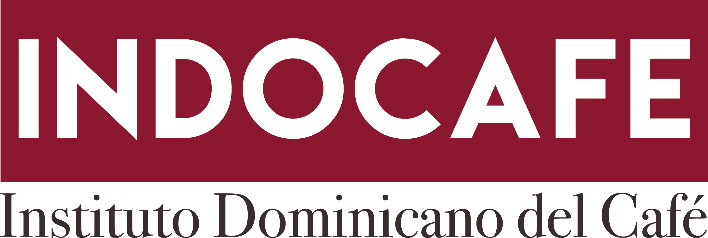 INDOCAFE
Instituto Dominicano del Café